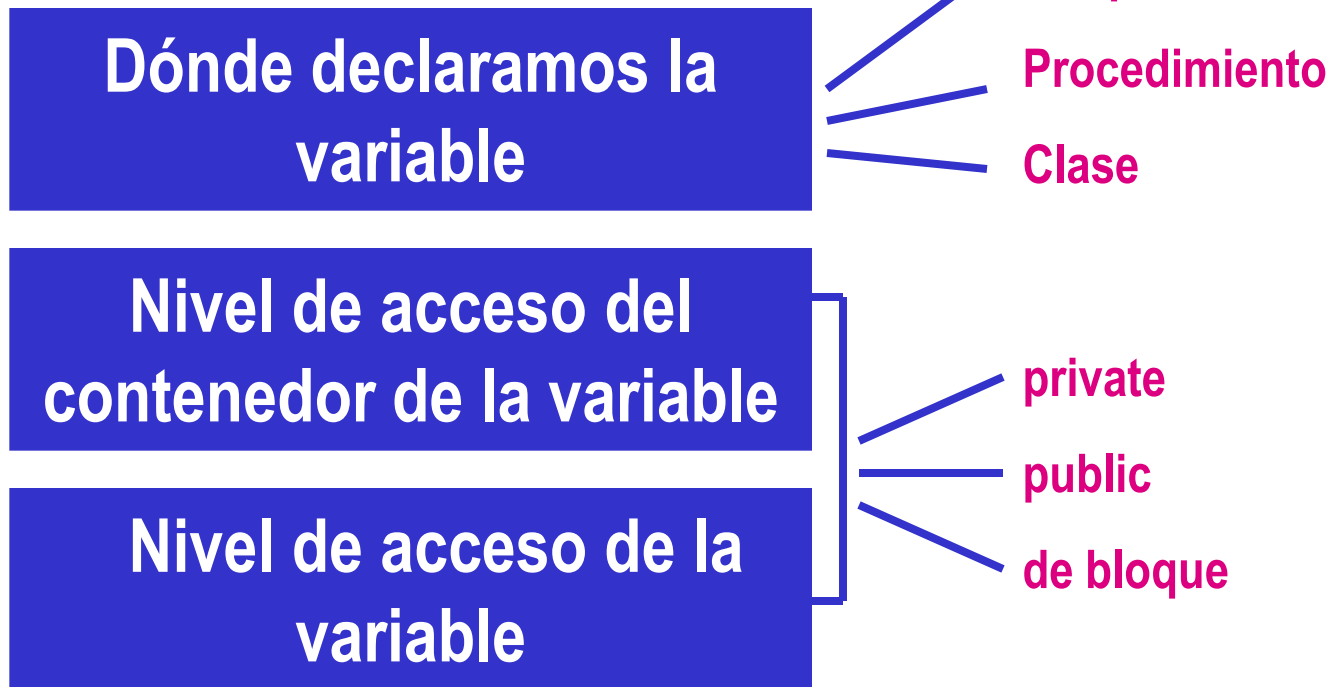 Dónde declaramos la
variable
Procedimiento
Clase
Nivel de acceso del
contenedor de la variable
private
public
de bloque
Nivel de acceso de la
variable